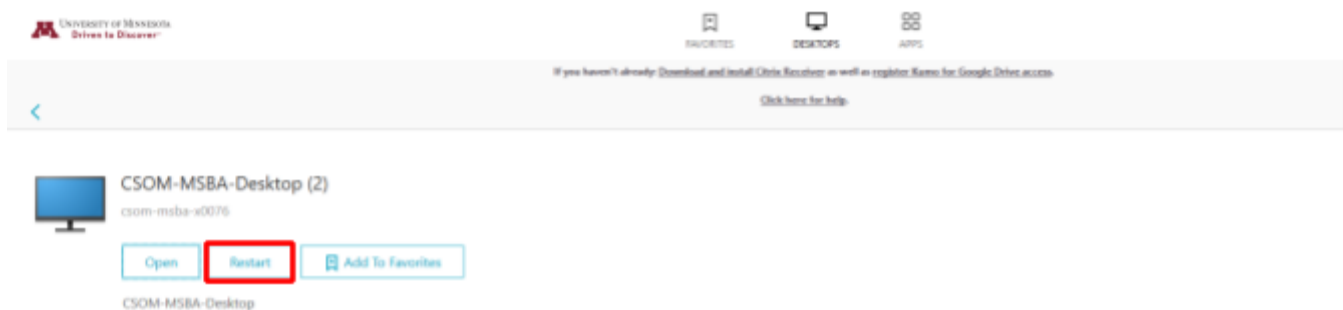 UNIVERSITY OF MINNESOTA
Driven to Discover
FAVORITES
DESKTOPS
APPS
If you haven't already: Download and install Citrix Receiver as well as register Kumo for Google Drive access.
Click here for help.
CSOM-MSBA-Desktop (2)
csom-msba-x0076
Open
Restart
Add To Favorites
CSOM-MSBA-Desktop